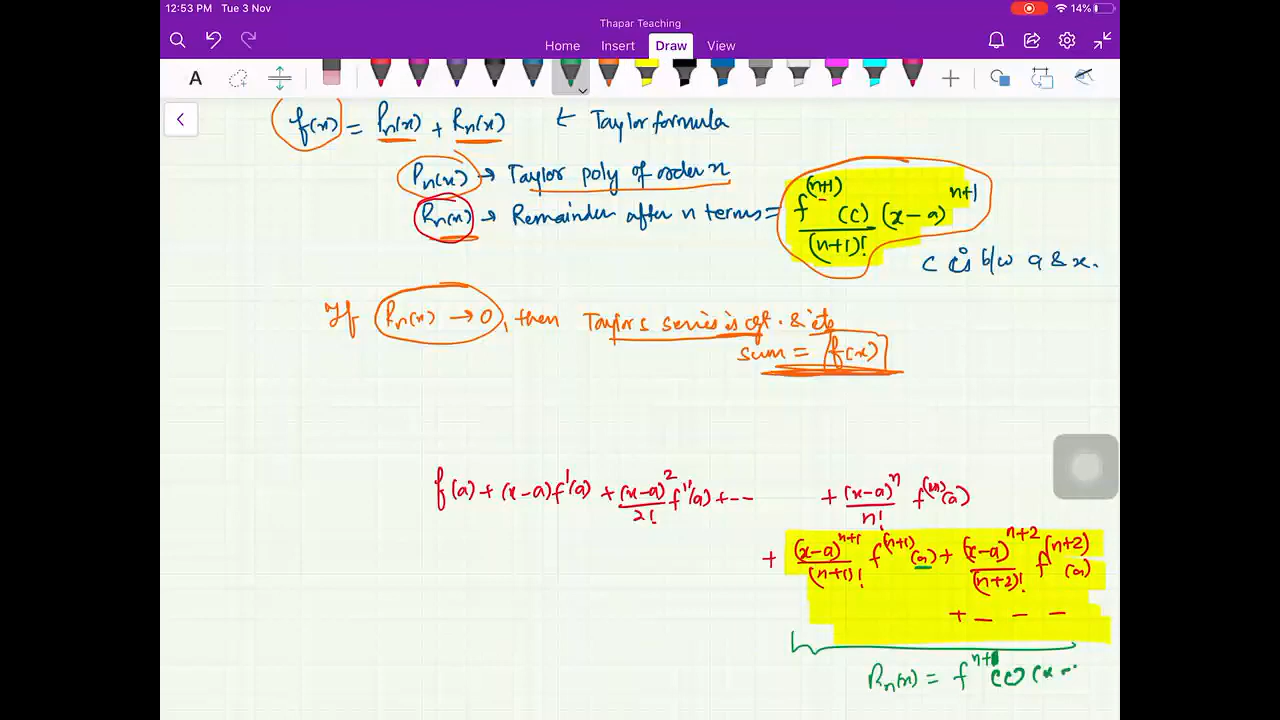 12:53 PM Tue 3 Nov
14%
Thapar Teaching
Home Insert Draw View
A
f(x) = Pn(x) + Rn(x) ← Taylor formula
Pn(x) → Taylor poly of order n
Rn(x) → Remainder after n terms = f^(n+1)(c)/(n+1)! (x-a)^n+1
c is b/w a & x.
If Rn(x) → 0, then Taylors series is cgt. & its
sum = f(x)
f(a) + (x-a)f'(a) + (x-a)^2/2! f''(a) + -- + (x-a)^n/n! f^(n)(a)
+ (x-a)^n+1/(n+1)! f^(n+1)(a) + (x-a)^n+2/(n+2)! f^(n+2)(a)
+ - - -
Rn(x) = f^n+1(c) (x -